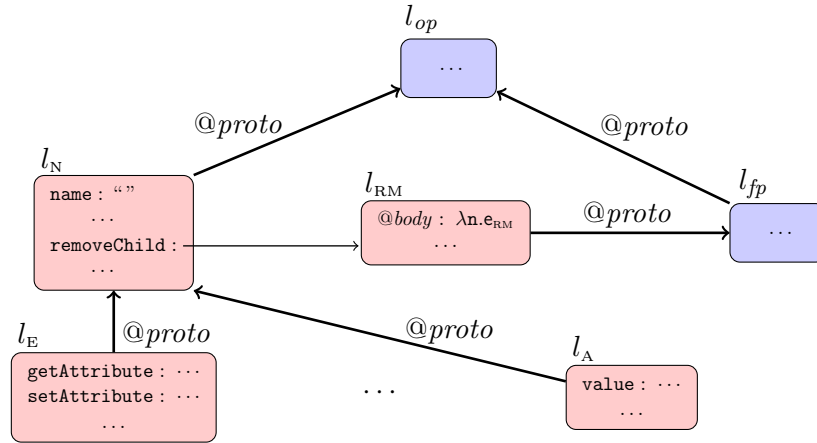 l_op
···
@proto
@proto
l_N
name : “ ”
···
removeChild :
···
l_RM
@body : λn.e_RM
···
@proto
l_fp
···
@proto
@proto
l_E
getAttribute : ···
setAttribute : ···
···
···
l_A
value : ···
···